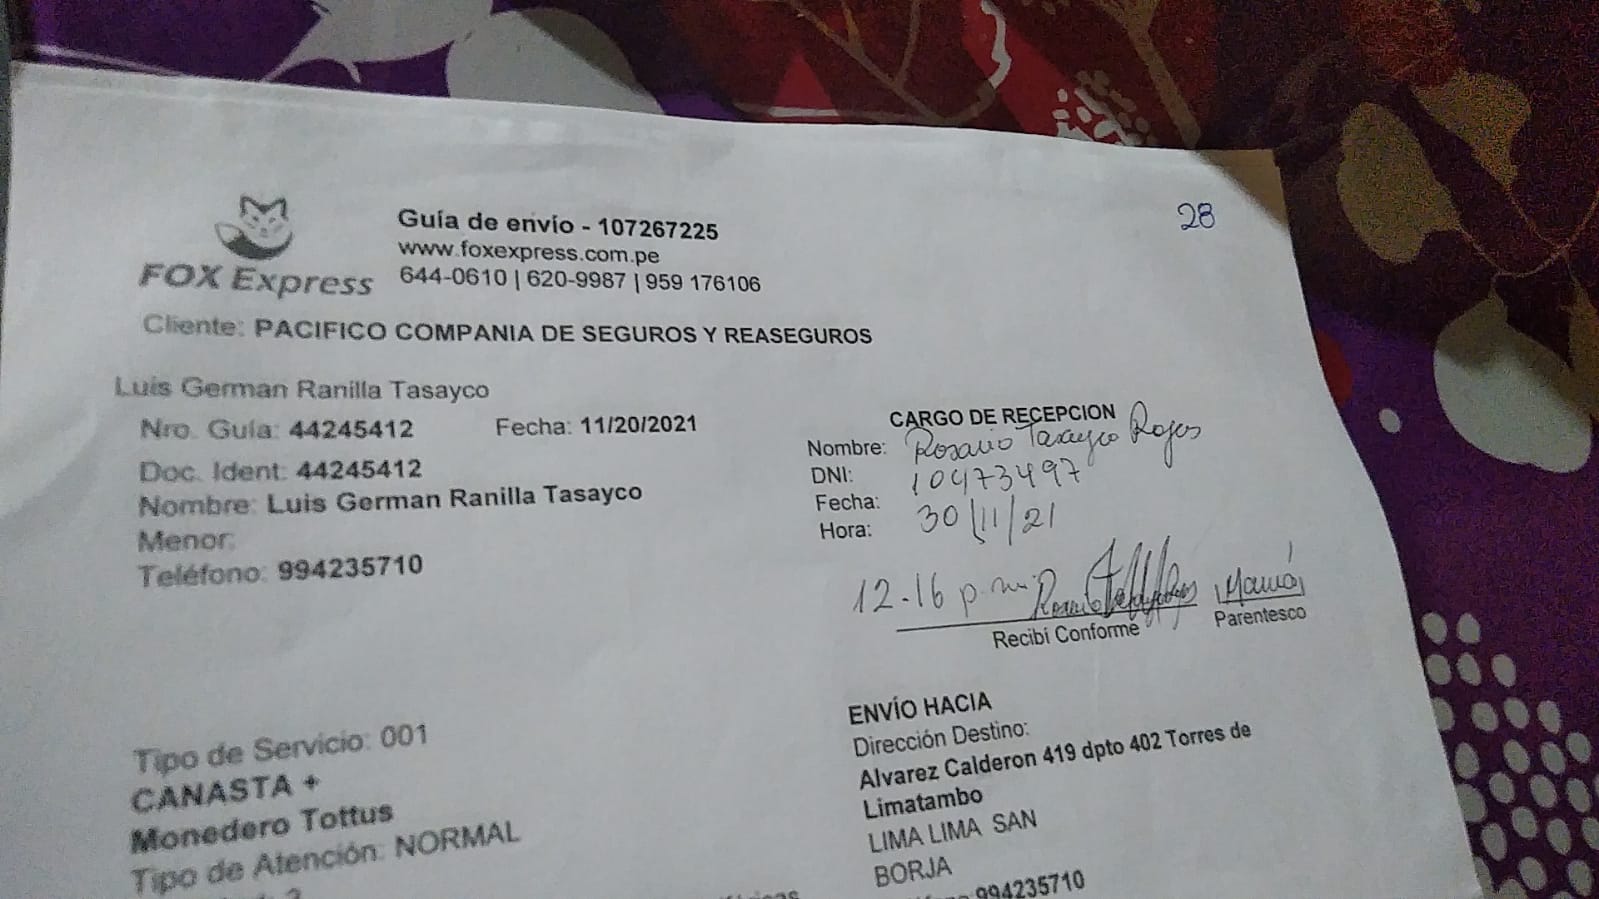 28
FOX Express
Guía de envío - 107267225
www.foxexpress.com.pe
644-0610 | 620-9987 | 959 176106
Cliente: PACIFICO COMPANIA DE SEGUROS Y REASEGUROS
Luis German Ranilla Tasayco
Nro. Guía: 44245412 Fecha: 11/20/2021
Doc. Ident: 44245412
Nombre: Luis German Ranilla Tasayco
Menor:
Teléfono: 994235710
CARGO DE RECEPCION
Nombre: Rosario Tasayco Rojas
DNI: 10473497
Fecha: 30/11/21
Hora:
12.16 p.m.
Mamá
Recibí Conforme Parentesco
Tipo de Servicio: 001
CANASTA +
Monedero Tottus
Tipo de Atención: NORMAL
ENVÍO HACIA
Dirección Destino:
Alvarez Calderon 419 dpto 402 Torres de
Limatambo
LIMA LIMA SAN
BORJA
994235710